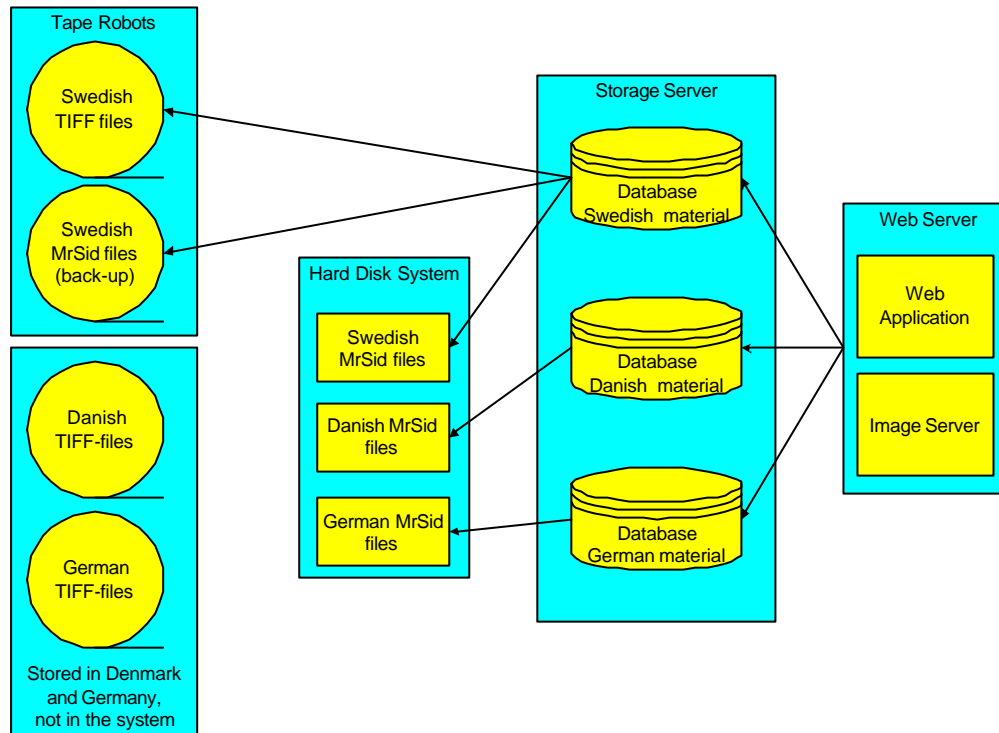 Tape Robots
Swedish
TIFF files
Swedish
MrSid files
(back-up)
Danish
TIFF-files
German
TIFF-files
Stored in Denmark
and Germany,
not in the system
Hard Disk System
Swedish
MrSid files
Danish MrSid
files
German MrSid
files
Storage Server
Database
Swedish material
Database
Danish material
Database
German material
Web Server
Web
Application
Image Server